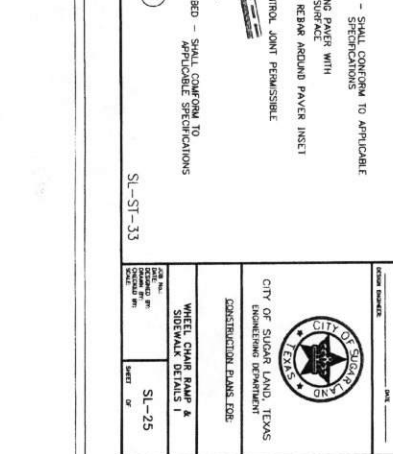 - SHALL CONFORM TO APPLICABLE
SPECIFICATIONS
NG PAVER WITH
SURFACE
REBAR AROUND PAVER INSET
TROL JOINT PERMISSIBLE
BED - SHALL COMFORM TO
APPLICABLE SPECIFICATIONS
SL-ST-33
DESIGN ENGINEER: DATE
CITY OF SUGAR LAND
TEXAS
CITY OF SUGAR LAND, TEXAS
ENGINEERING DEPARTMENT
CONSTRUCTION PLANS FOR:
WHEEL CHAIR RAMP &
SIDEWALK DETAILS I
JOB No.:
DATE:
DESIGNED BY:
DRAWN BY:
CHECKED BY:
SCALE:
SL-25
SHEET OF